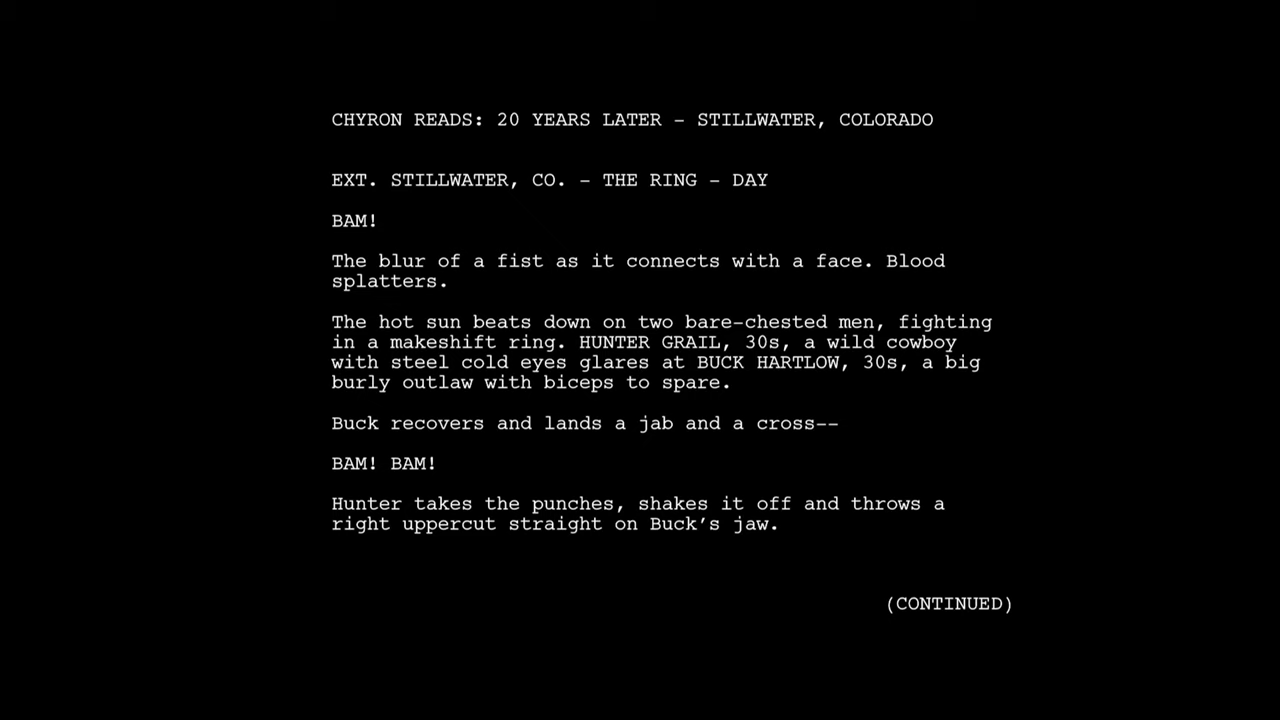 CHYRON READS: 20 YEARS LATER – STILLWATER, COLORADO
EXT. STILLWATER, CO. – THE RING – DAY
BAM!
The blur of a fist as it connects with a face. Blood
splatters.
The hot sun beats down on two bare-chested men, fighting
in a makeshift ring. HUNTER GRAIL, 30s, a wild cowboy
with steel cold eyes glares at BUCK HARTLOW, 30s, a big
burly outlaw with biceps to spare.
Buck recovers and lands a jab and a cross--
BAM! BAM!
Hunter takes the punches, shakes it off and throws a
right uppercut straight on Buck’s jaw.
(CONTINUED)